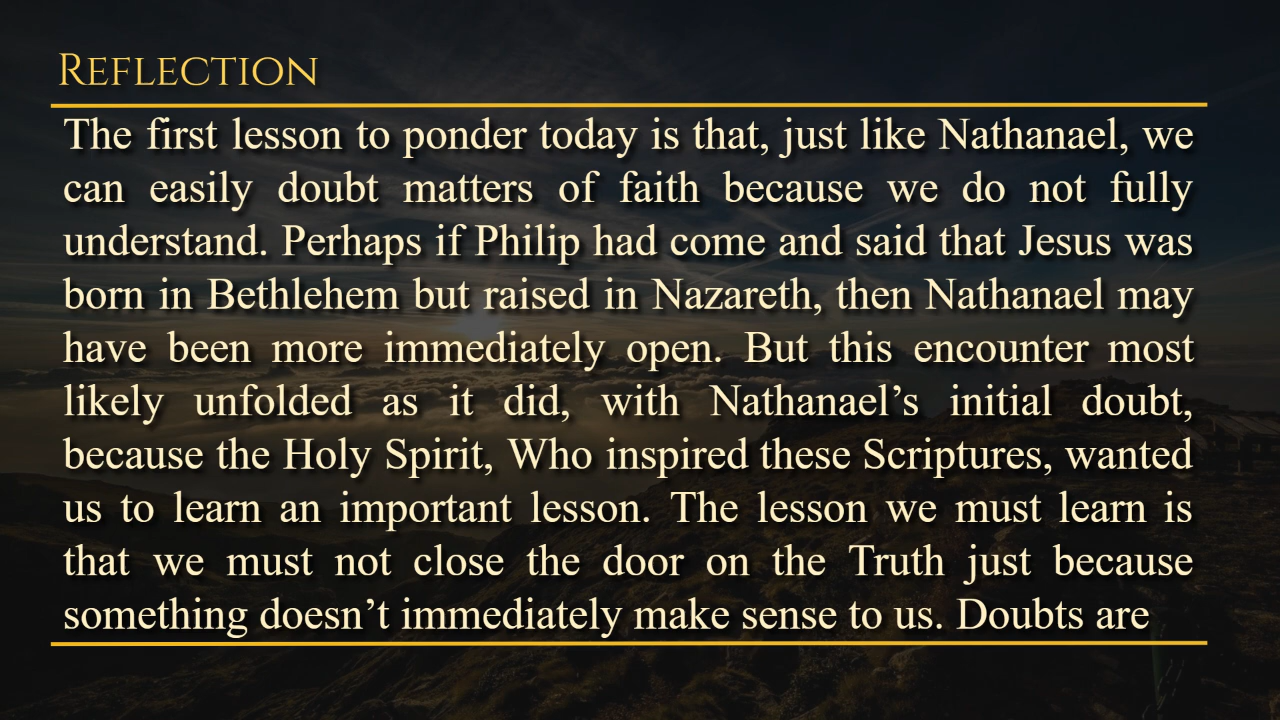 Reflection
The first lesson to ponder today is that, just like Nathanael, we
can easily doubt matters of faith because we do not fully
understand. Perhaps if Philip had come and said that Jesus was
born in Bethlehem but raised in Nazareth, then Nathanael may
have been more immediately open. But this encounter most
likely unfolded as it did, with Nathanael’s initial doubt,
because the Holy Spirit, Who inspired these Scriptures, wanted
us to learn an important lesson. The lesson we must learn is
that we must not close the door on the Truth just because
something doesn’t immediately make sense to us. Doubts are